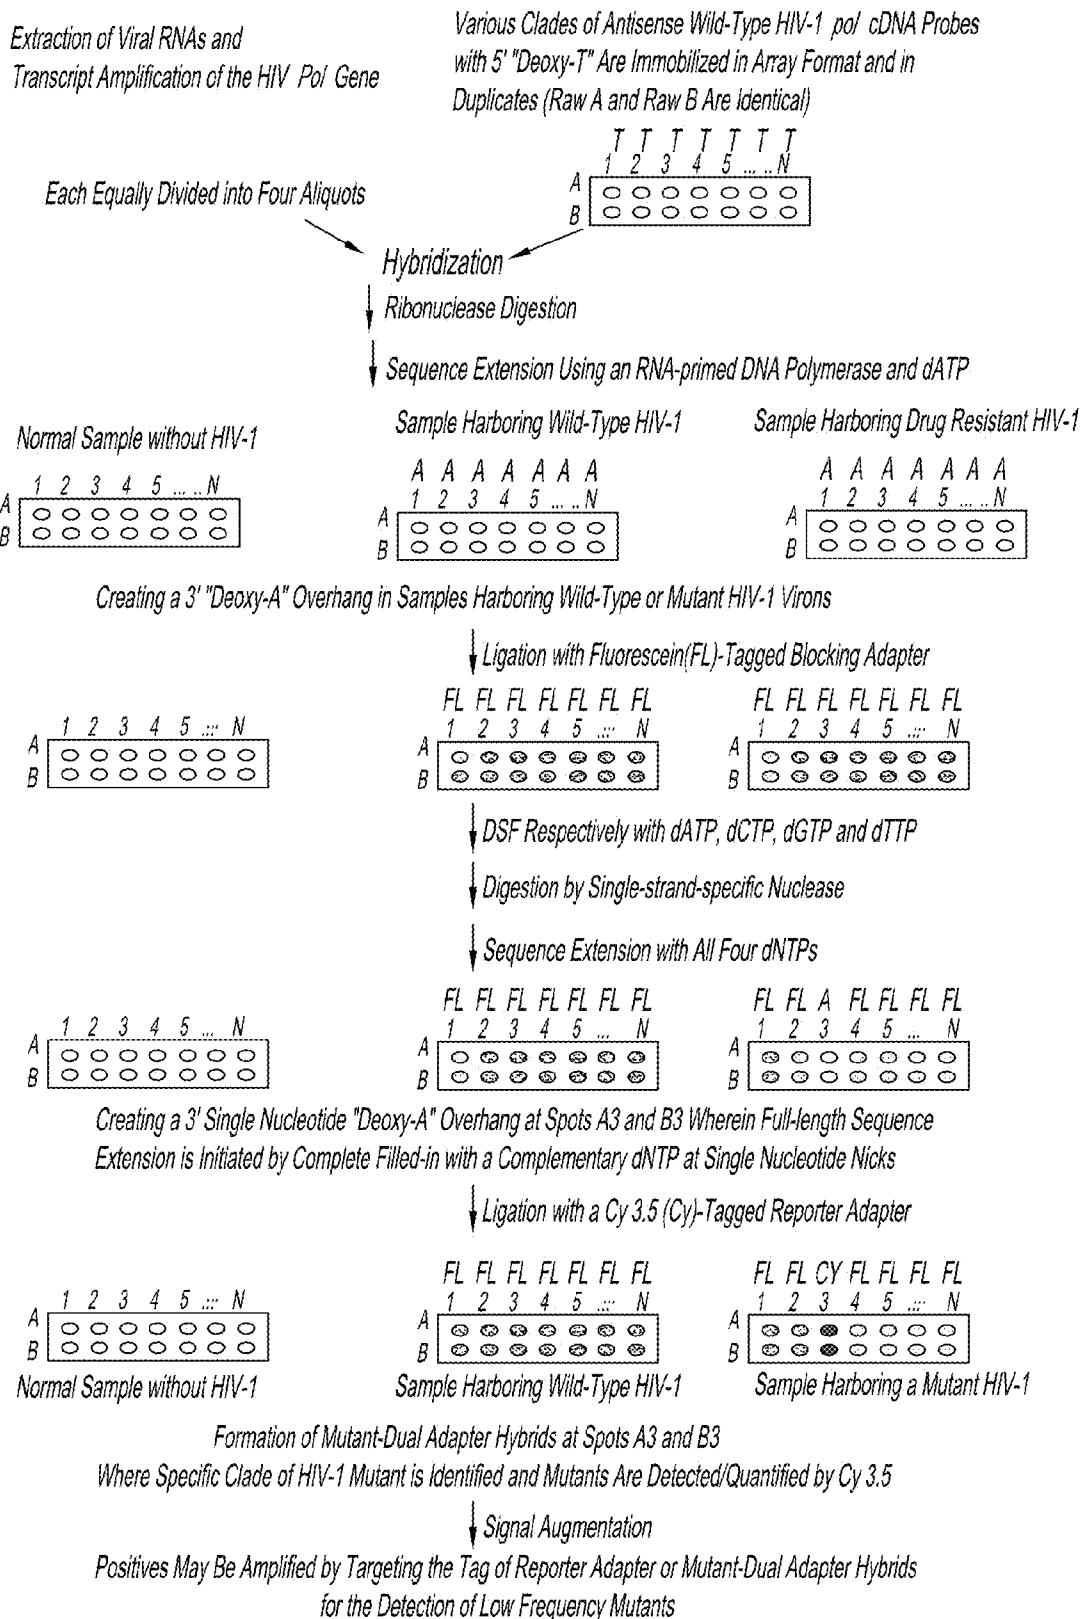 Extraction of Viral RNAs and
Transcript Amplification of the HIV Pol Gene
Various Clades of Antisense Wild-Type HIV-1 pol cDNA Probes
with 5' "Deoxy-T" Are Immobilized in Array Format and in
Duplicates (Raw A and Raw B Are Identical)
T T T T T T T
1 2 3 4 5 ... .. N
A
B
Each Equally Divided into Four Aliquots
Hybridization
Ribonuclease Digestion
Sequence Extension Using an RNA-primed DNA Polymerase and dATP
Normal Sample without HIV-1
Sample Harboring Wild-Type HIV-1
Sample Harboring Drug Resistant HIV-1
1 2 3 4 5 ... .. N
A
B
A A A A A A A
1 2 3 4 5 ... .. N
A
B
A A A A A A A
1 2 3 4 5 ... .. N
A
B
Creating a 3' "Deoxy-A" Overhang in Samples Harboring Wild-Type or Mutant HIV-1 Virons
Ligation with Fluorescein(FL)-Tagged Blocking Adapter
1 2 3 4 5 .::: N
A
B
FL FL FL FL FL FL FL
1 2 3 4 5 .::: N
A
B
FL FL FL FL FL FL FL
1 2 3 4 5 .::: N
A
B
DSF Respectively with dATP, dCTP, dGTP and dTTP
Digestion by Single-strand-specific Nuclease
Sequence Extension with All Four dNTPs
1 2 3 4 5 ... N
A
B
FL FL FL FL FL FL FL
1 2 3 4 5 ... N
A
B
FL FL A FL FL FL FL
1 2 3 4 5 ... N
A
B
Creating a 3' Single Nucleotide "Deoxy-A" Overhang at Spots A3 and B3 Wherein Full-length Sequence
Extension is Initiated by Complete Filled-in with a Complementary dNTP at Single Nucleotide Nicks
Ligation with a Cy 3.5 (Cy)-Tagged Reporter Adapter
1 2 3 4 5 .::: N
A
B
FL FL FL FL FL FL FL
1 2 3 4 5 .::: N
A
B
FL FL CY FL FL FL FL
1 2 3 4 5 .::: N
A
B
Normal Sample without HIV-1
Sample Harboring Wild-Type HIV-1
Sample Harboring a Mutant HIV-1
Formation of Mutant-Dual Adapter Hybrids at Spots A3 and B3
Where Specific Clade of HIV-1 Mutant is Identified and Mutants Are Detected/Quantified by Cy 3.5
Signal Augmentation
Positives May Be Amplified by Targeting the Tag of Reporter Adapter or Mutant-Dual Adapter Hybrids
for the Detection of Low Frequency Mutants